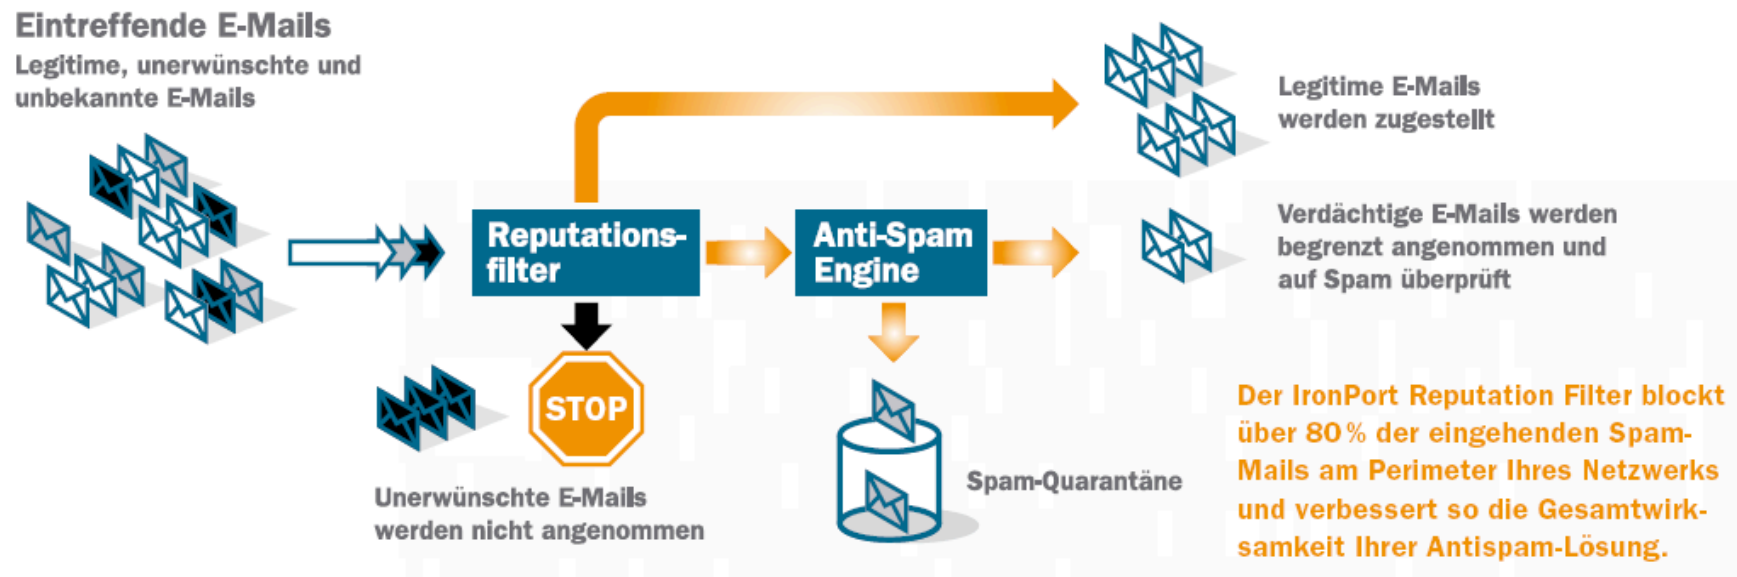 Eintreffende E-Mails
Legitime, unerwünschte und
unbekannte E-Mails
Legitime E-Mails
werden zugestellt
Reputations-
filter
Anti-Spam
Engine
Verdächtige E-Mails werden
begrenzt angenommen und
auf Spam überprüft
STOP
Unerwünschte E-Mails
werden nicht angenommen
Spam-Quarantäne
Der IronPort Reputation Filter blockt
über 80 % der eingehenden Spam-
Mails am Perimeter Ihres Netzwerks
und verbessert so die Gesamtwirk-
samkeit Ihrer Antispam-Lösung.